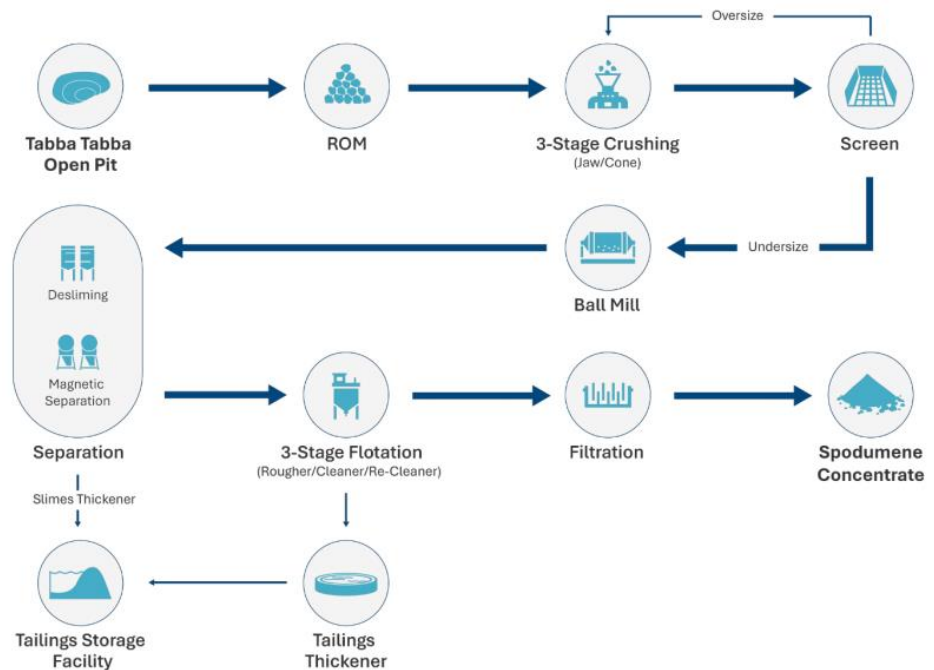 Oversize
Tabba Tabba
Open Pit
ROM
3-Stage Crushing
(Jaw/Cone)
Screen
Undersize
Ball Mill
Desliming
Magnetic
Separation
Separation
3-Stage Flotation
(Rougher/Cleaner/Re-Cleaner)
Filtration
Spodumene
Concentrate
Slimes Thickener
Tailings Storage
Facility
Tailings
Thickener